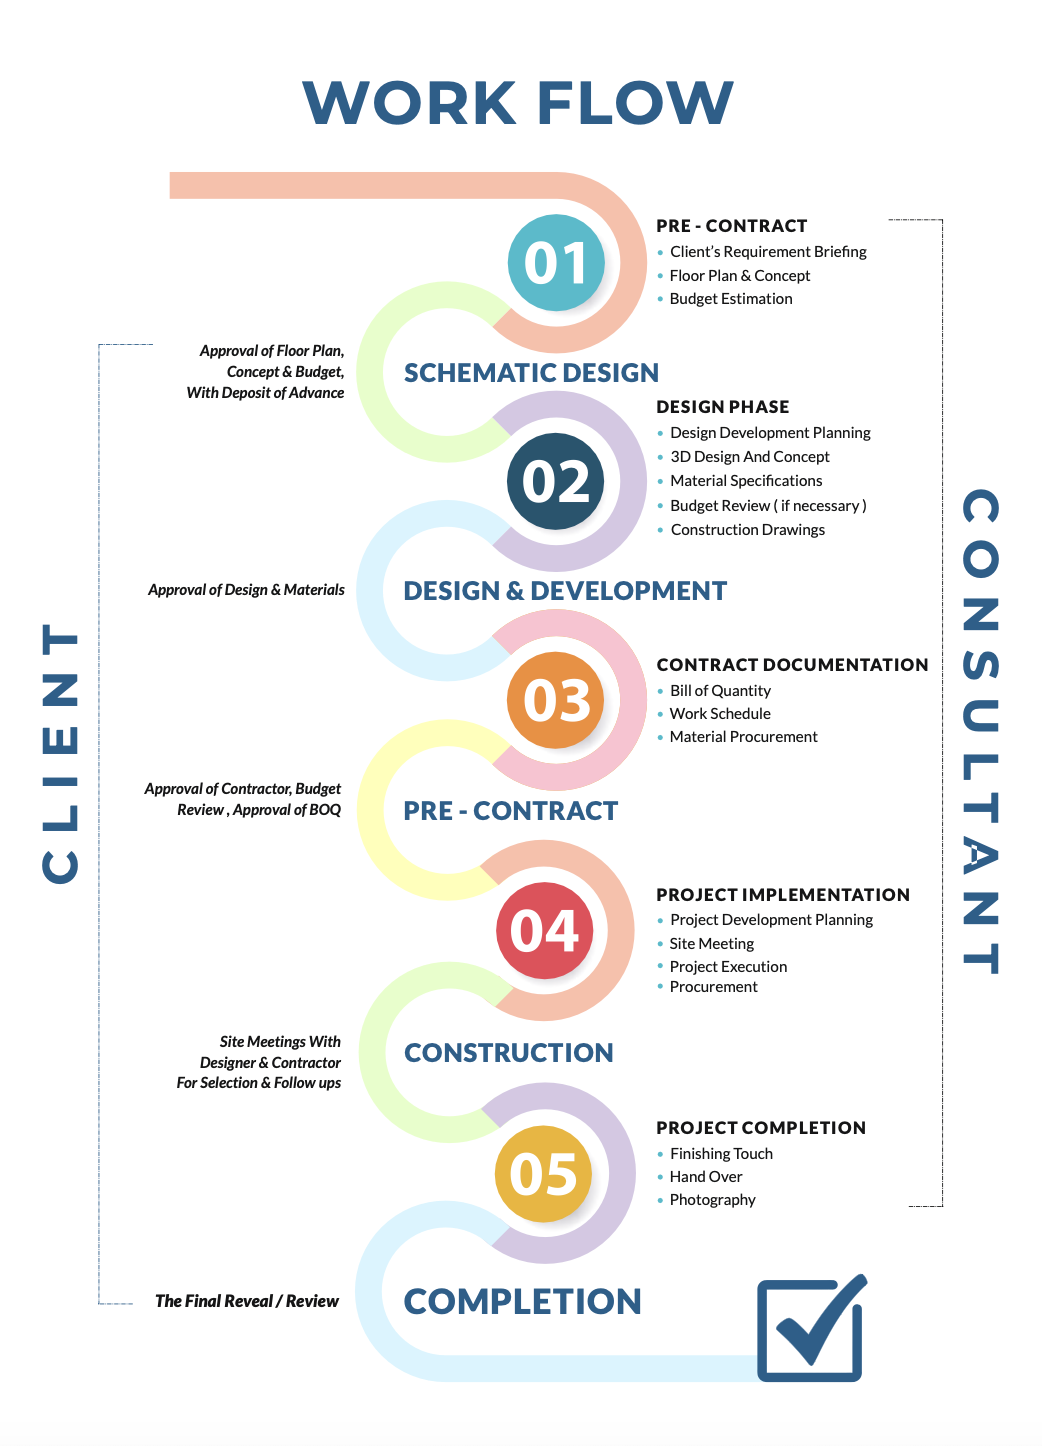 WORK FLOW
01
PRE - CONTRACT
• Client's Requirement Briefing
• Floor Plan & Concept
• Budget Estimation
Approval of Floor Plan,
Concept & Budget,
With Deposit of Advance
SCHEMATIC DESIGN
02
DESIGN PHASE
• Design Development Planning
• 3D Design And Concept
• Material Specifications
• Budget Review ( if necessary )
• Construction Drawings
Approval of Design & Materials
DESIGN & DEVELOPMENT
03
CONTRACT DOCUMENTATION
• Bill of Quantity
• Work Schedule
• Material Procurement
Approval of Contractor, Budget
Review , Approval of BOQ
PRE - CONTRACT
04
PROJECT IMPLEMENTATION
• Project Development Planning
• Site Meeting
• Project Execution
• Procurement
Site Meetings With
Designer & Contractor
For Selection & Follow ups
CONSTRUCTION
05
PROJECT COMPLETION
• Finishing Touch
• Hand Over
• Photography
The Final Reveal / Review
COMPLETION
CLIENT
CONSULTANT